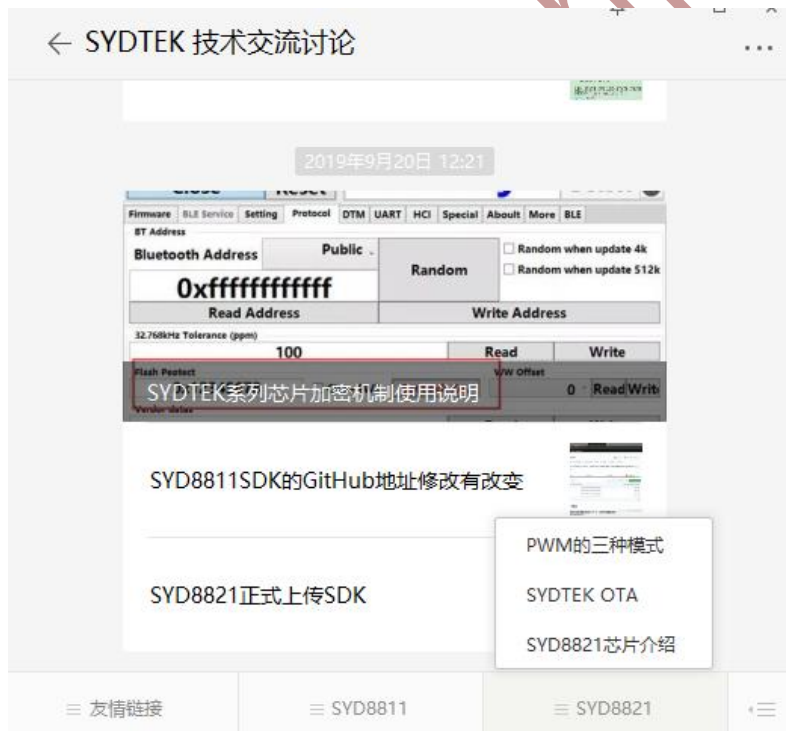 SYDTEK 技术交流讨论
2019年9月20日 12:21
Close Reset
Firmware BLE Service Setting Protocol DTM UART HCI Special Aboult More BLE
BT Address
Bluetooth Address Public Random Random when update 4k
Random when update 512k
0xffffffffffff
Read Address Write Address
32.768kHz Tolerance (ppm)
100 Read Write
Flash Peotect
SYDTEK系列芯片加密机制使用说明
0 Read Write
SYD8811SDK的GitHub地址修改有改变
SYD8821正式上传SDK
PWM的三种模式
SYDTEK OTA
SYD8821芯片介绍
友情链接 SYD8811 SYD8821